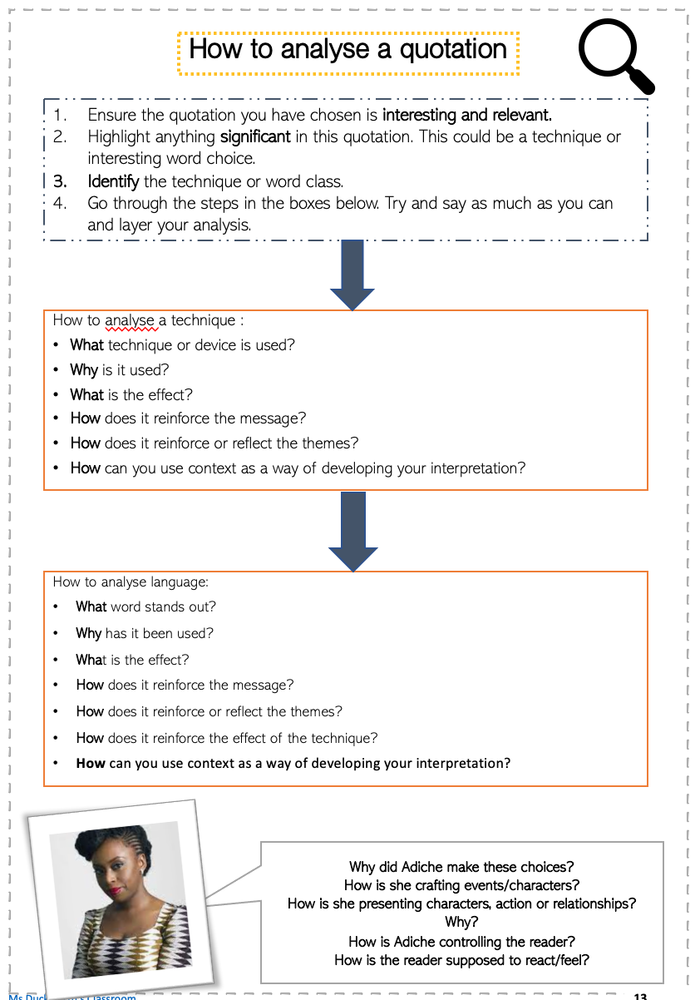 How to analyse a quotation
1. Ensure the quotation you have chosen is interesting and relevant.
2. Highlight anything significant in this quotation. This could be a technique or
interesting word choice.
3. Identify the technique or word class.
4. Go through the steps in the boxes below. Try and say as much as you can
and layer your analysis.
How to analyse a technique :
• What technique or device is used?
• Why is it used?
• What is the effect?
• How does it reinforce the message?
• How does it reinforce or reflect the themes?
• How can you use context as a way of developing your interpretation?
How to analyse language:
• What word stands out?
• Why has it been used?
• What is the effect?
• How does it reinforce the message?
• How does it reinforce or reflect the themes?
• How does it reinforce the effect of the technique?
• How can you use context as a way of developing your interpretation?
Why did Adiche make these choices?
How is she crafting events/characters?
How is she presenting characters, action or relationships?
Why?
How is Adiche controlling the reader?
How is the reader supposed to react/feel?
Ms Classroom
13